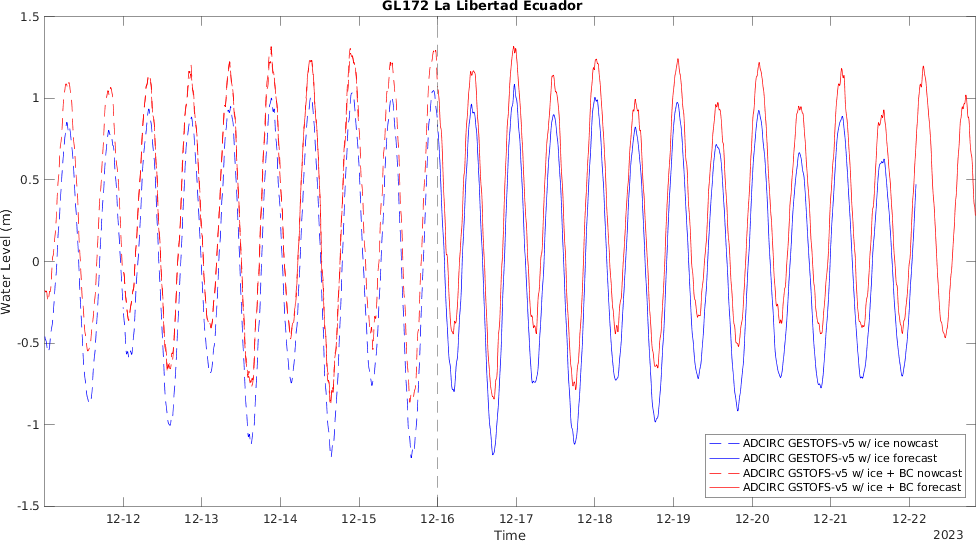 GL172 La Libertad Ecuador
1.5
1
0.5
0
-0.5
-1
-1.5
Water Level (m)
ADCIRC GESTOFS-v5 w/ ice nowcast
ADCIRC GESTOFS-v5 w/ ice forecast
ADCIRC GSTOFS-v5 w/ ice + BC nowcast
ADCIRC GSTOFS-v5 w/ ice + BC forecast
12-12 12-13 12-14 12-15 12-16 12-17 12-18 12-19 12-20 12-21 12-22
Time
2023